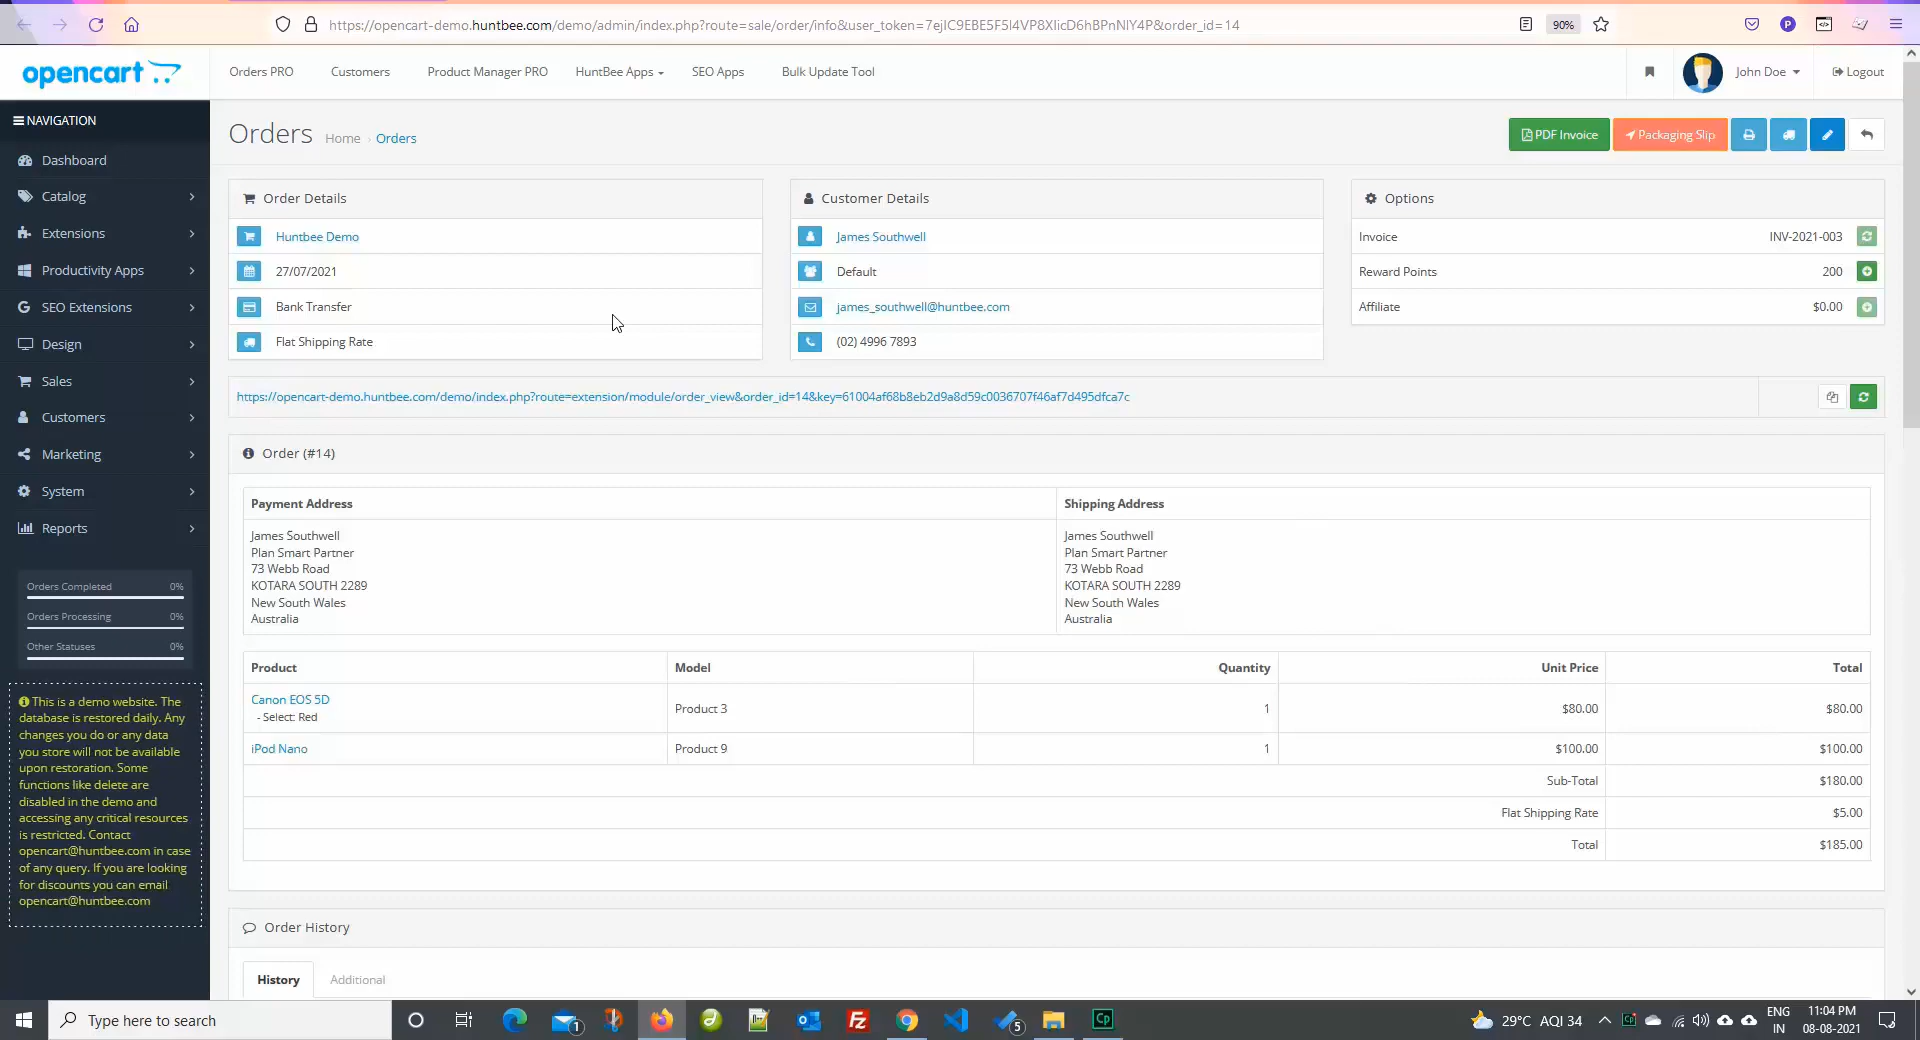 https://opencart-demo.huntbee.com/demo/admin/index.php?route=sale/order/info&user_token=7ejIC9EBE5F5I4VP8XlicD6hBPnNlY4P&order_id=14
90%
opencart
Orders PRO
Customers
Product Manager PRO
HuntBee Apps
SEO Apps
Bulk Update Tool
John Doe
Logout
NAVIGATION
Dashboard
Catalog
Extensions
Productivity Apps
SEO Extensions
Design
Sales
Customers
Marketing
System
Reports
Orders Completed 0%
Orders Processing 0%
Other Statuses 0%
This is a demo website. The
database is restored daily. Any
changes you do or any data
you store will not be available
upon restoration. Some
functions like delete are
disabled in the demo and
accessing any critical resources
is restricted. Contact
opencart@huntbee.com in case
of any query. If you are looking
for discounts you can email
opencart@huntbee.com
Orders Home › Orders
PDF Invoice
Packaging Slip
Order Details
Huntbee Demo
27/07/2021
Bank Transfer
Flat Shipping Rate
Customer Details
James Southwell
Default
james_southwell@huntbee.com
(02) 4996 7893
Options
Invoice INV-2021-003
Reward Points 200
Affiliate $0.00
https://opencart-demo.huntbee.com/demo/index.php?route=extension/module/order_view&order_id=14&key=61004af68b8eb2d9a8d59c0036707f46af7d495dfca7c
Order (#14)
Payment Address
James Southwell
Plan Smart Partner
73 Webb Road
KOTARA SOUTH 2289
New South Wales
Australia
Shipping Address
James Southwell
Plan Smart Partner
73 Webb Road
KOTARA SOUTH 2289
New South Wales
Australia
Product Model Quantity Unit Price Total
Canon EOS 5D
- Select: Red
Product 3 1 $80.00 $80.00
iPod Nano Product 9 1 $100.00 $100.00
Sub-Total $180.00
Flat Shipping Rate $5.00
Total $185.00
Order History
History
Additional
Type here to search
1
5
29°C AQI 34
ENG
IN
11:04 PM
08-08-2021